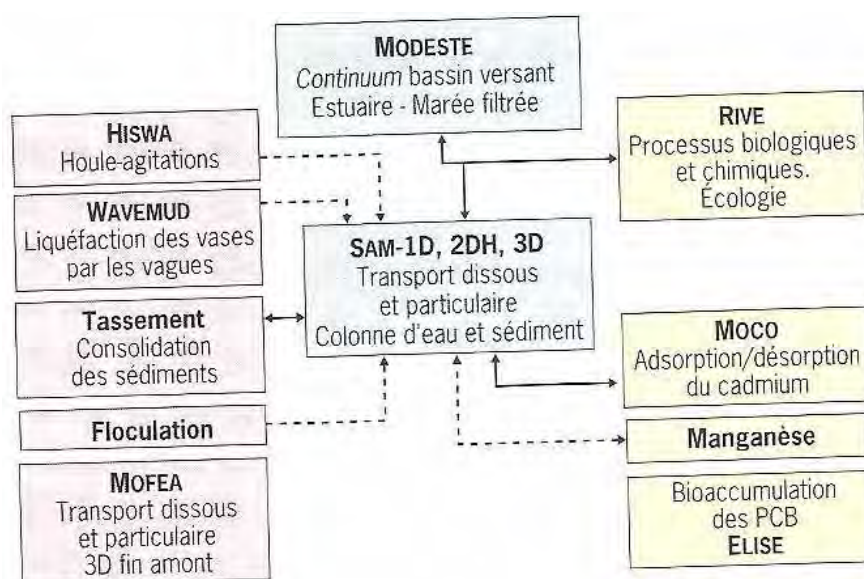 MODESTE
Continuum bassin versant
Estuaire - Marée filtrée
HISWA
Houle-agitations
WAVEMUD
Liquéfaction des vases
par les vagues
Tassement
Consolidation
des sédiments
Floculation
MOFEA
Transport dissous
et particulaire
3D fin amont
SAM-1D, 2DH, 3D
Transport dissous
et particulaire
Colonne d'eau et sédiment
RIVE
Processus biologiques
et chimiques.
Écologie
MOCO
Adsorption/désorption
du cadmium
Manganèse
Bioaccumulation
des PCB
ELISE